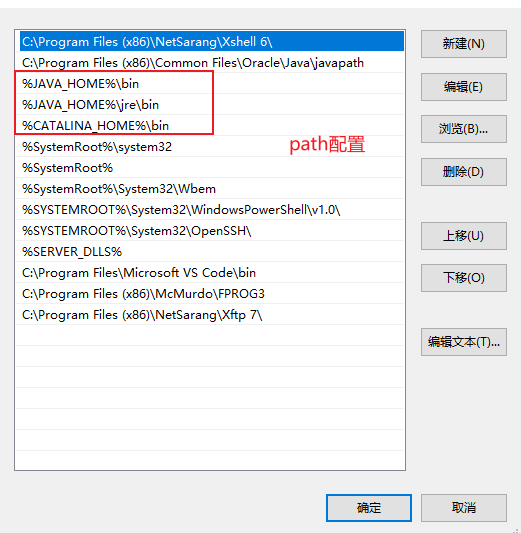 C:\Program Files (x86)\NetSarang\Xshell 6\
新建(N)
C:\Program Files (x86)\Common Files\Oracle\Java\javapath
%JAVA_HOME%\bin
编辑(E)
%JAVA_HOME%\jre\bin
%CATALINA_HOME%\bin
浏览(B)...
%SystemRoot%\system32
path配置
%SystemRoot%
删除(D)
%SystemRoot%\System32\Wbem
%SYSTEMROOT%\System32\WindowsPowerShell\v1.0\
%SYSTEMROOT%\System32\OpenSSH\
上移(U)
%SERVER_DLLS%
C:\Program Files\Microsoft VS Code\bin
下移(O)
C:\Program Files (x86)\McMurdo\FPROG3
C:\Program Files (x86)\NetSarang\Xftp 7\
编辑文本(T)...
确定
取消